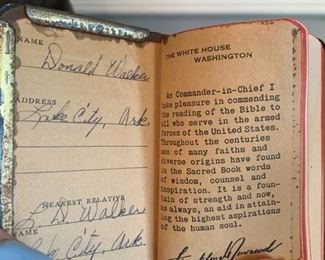 NAME
Donald Walker
ADDRESS
Lake City, Ark.
NEAREST RELATIVE
L. D. Walker
Lake City, Ark.
THE WHITE HOUSE
WASHINGTON
As Commander-in-Chief I
take pleasure in commending
the reading of the Bible to
all who serve in the armed
forces of the United States.
Throughout the centuries
men of many faiths and
diverse origins have found
in the Sacred Book words
of wisdom, counsel and
inspiration. It is a foun-
tain of strength and now,
as always, an aid in attain-
ing the highest aspirations
of the human soul.